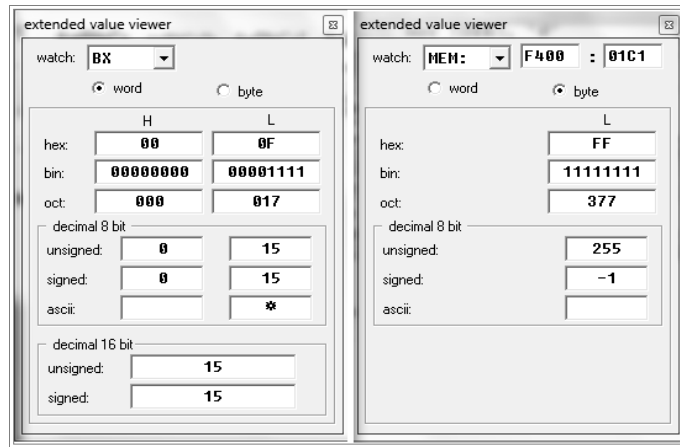 extended value viewer
watch: BX
word byte
H L
hex: 00 0F
bin: 00000000 00001111
oct: 000 017
decimal 8 bit
unsigned: 0 15
signed: 0 15
ascii: ☼
decimal 16 bit
unsigned: 15
signed: 15
extended value viewer
watch: MEM: F400 : 01C1
word byte
L
hex: FF
bin: 11111111
oct: 377
decimal 8 bit
unsigned: 255
signed: -1
ascii: